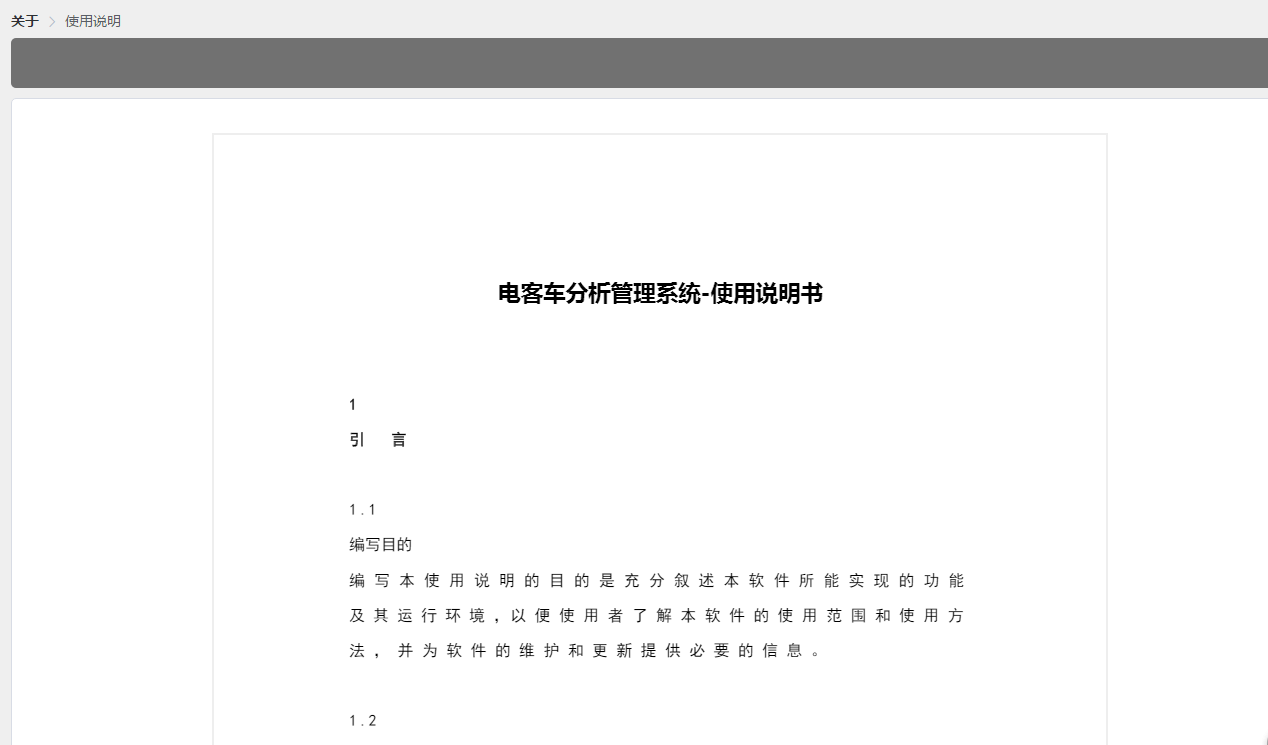 关于 > 使用说明
电客车分析管理系统-使用说明书
1
引 言
1.1
编写目的
编写本使用说明的目的是充分叙述本软件所能实现的功能
及其运行环境，以便使用者了解本软件的使用范围和使用方
法，并为软件的维护和更新提供必要的信息。
1.2